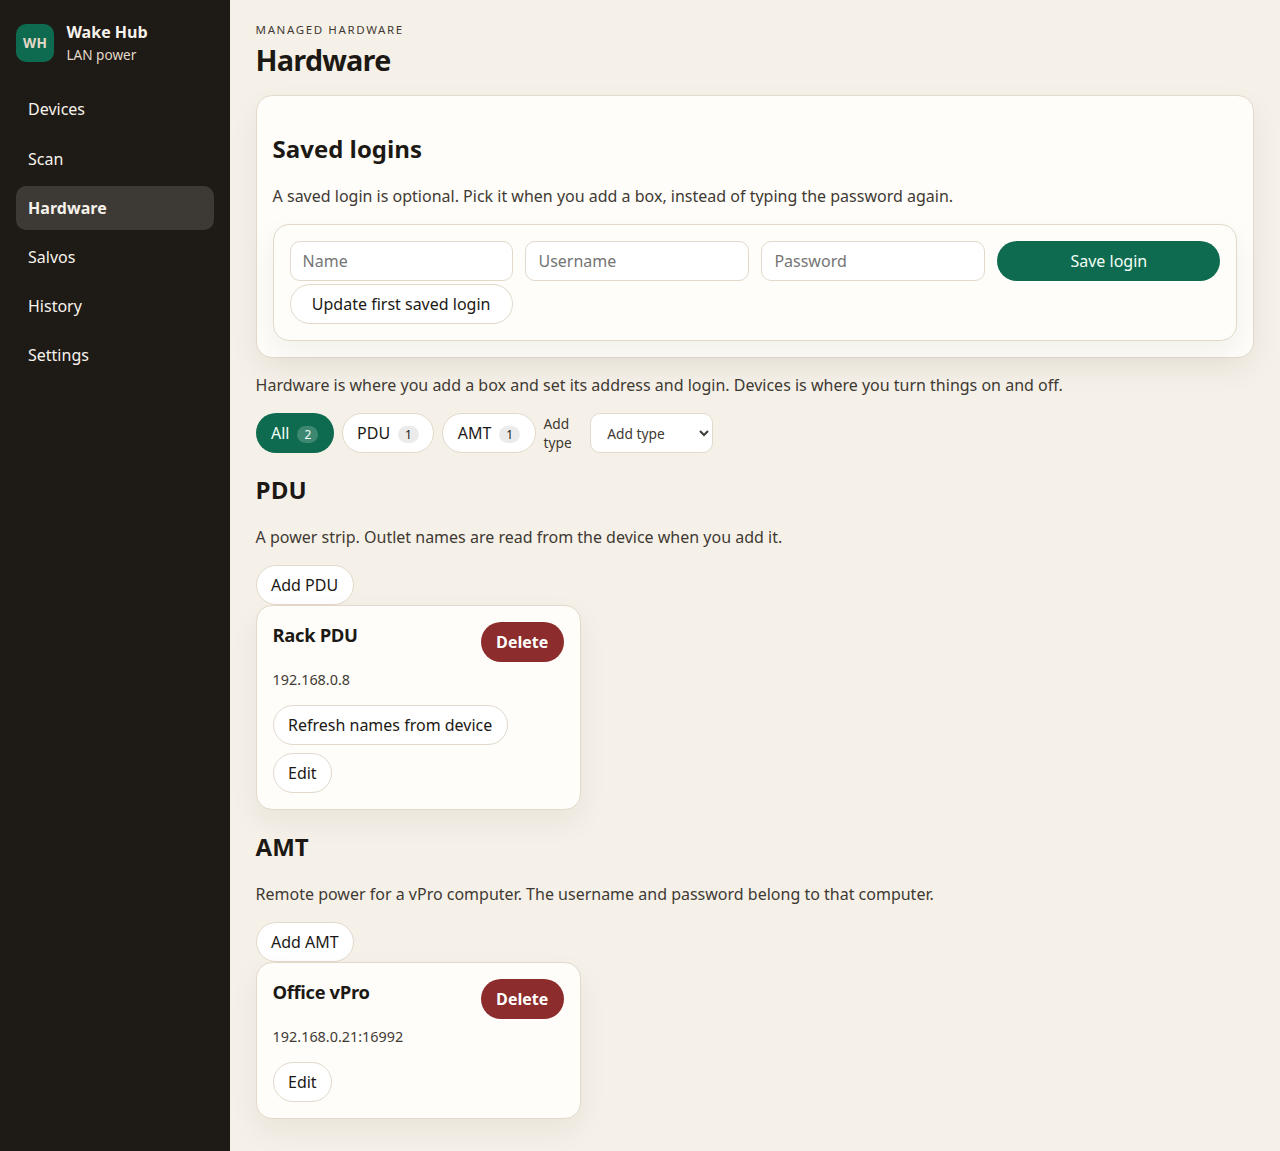 WH
Wake Hub
LAN power
Devices
Scan
Hardware
Salvos
History
Settings
MANAGED HARDWARE
Hardware
Saved logins
A saved login is optional. Pick it when you add a box, instead of typing the password again.
Name
Username
Password
Save login
Update first saved login
Hardware is where you add a box and set its address and login. Devices is where you turn things on and off.
All 2
PDU 1
AMT 1
Add
type
Add type
PDU
A power strip. Outlet names are read from the device when you add it.
Add PDU
Rack PDU
Delete
192.168.0.8
Refresh names from device
Edit
AMT
Remote power for a vPro computer. The username and password belong to that computer.
Add AMT
Office vPro
Delete
192.168.0.21:16992
Edit